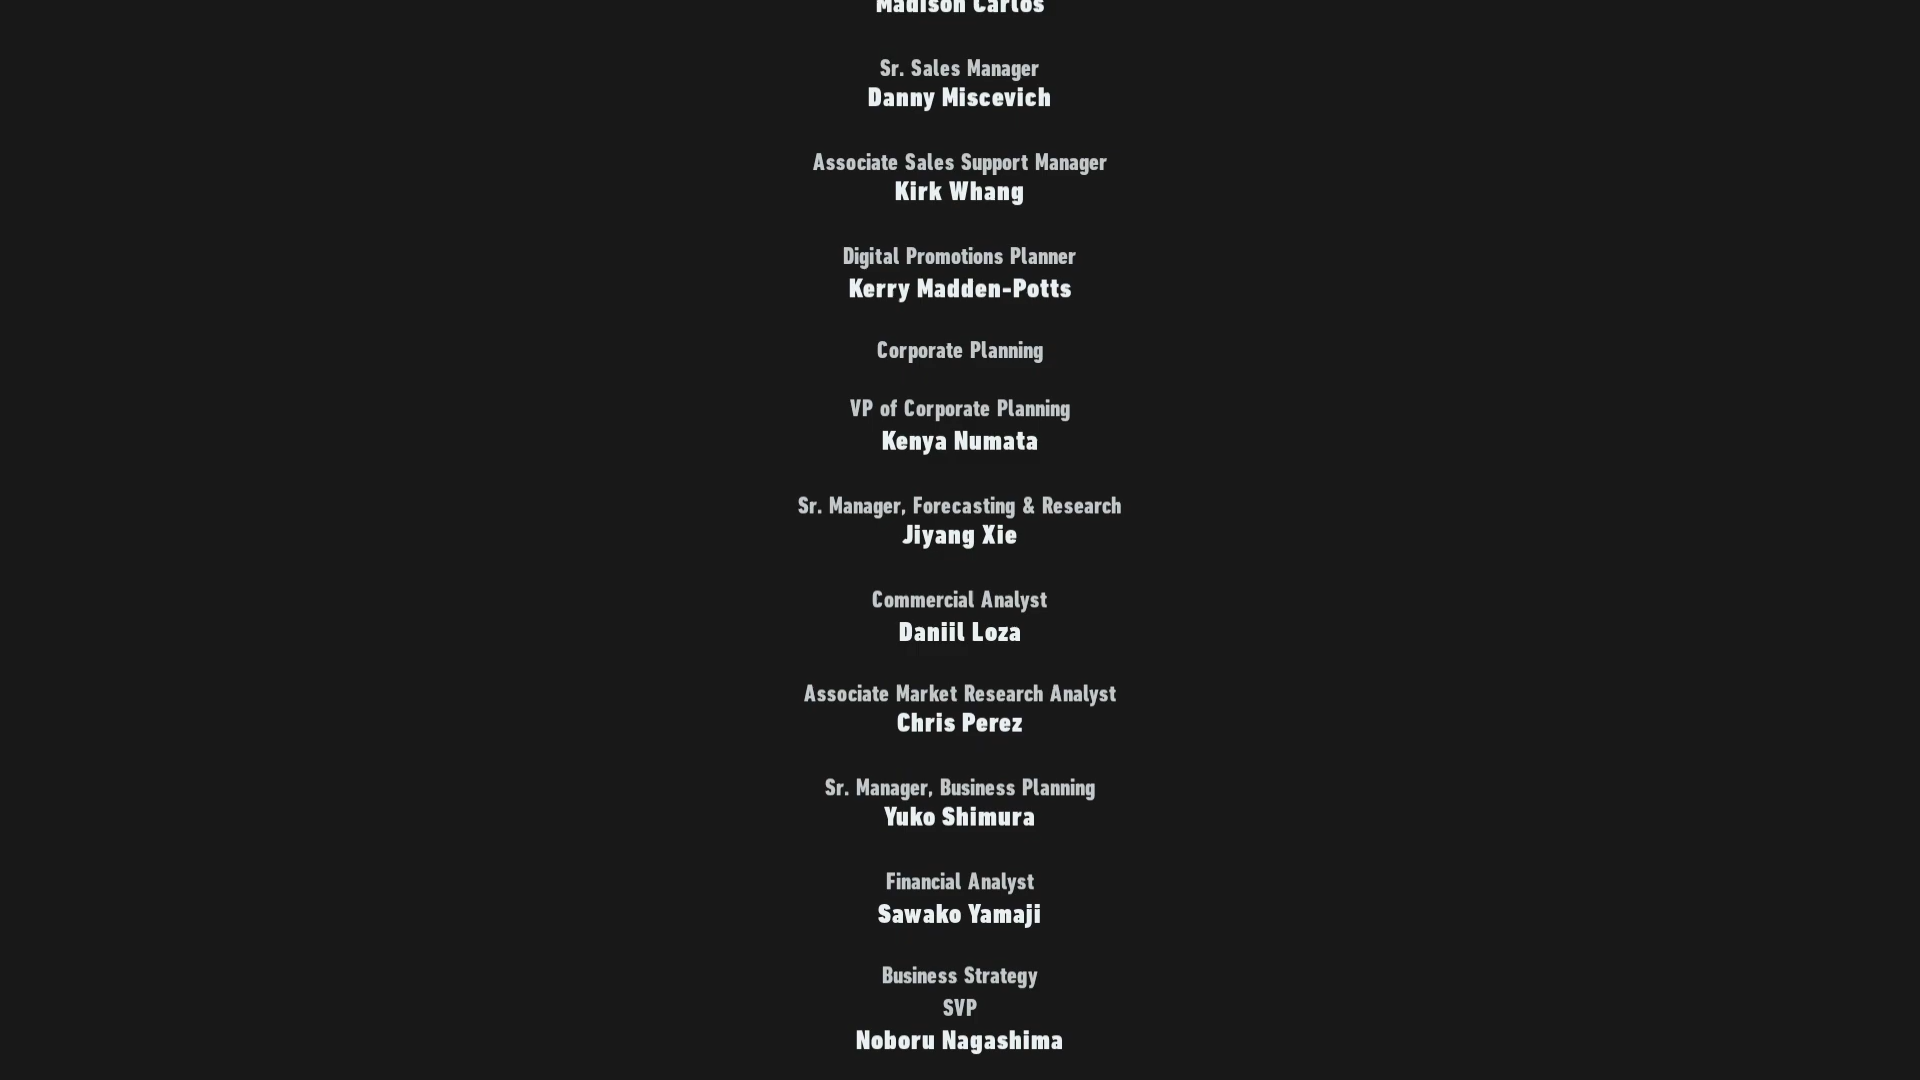 Madison Carlos
Sr. Sales Manager
Danny Miscevich
Associate Sales Support Manager
Kirk Whang
Digital Promotions Planner
Kerry Madden-Potts
Corporate Planning
VP of Corporate Planning
Kenya Numata
Sr. Manager, Forecasting & Research
Jiyang Xie
Commercial Analyst
Daniil Loza
Associate Market Research Analyst
Chris Perez
Sr. Manager, Business Planning
Yuko Shimura
Financial Analyst
Sawako Yamaji
Business Strategy
SVP
Noboru Nagashima